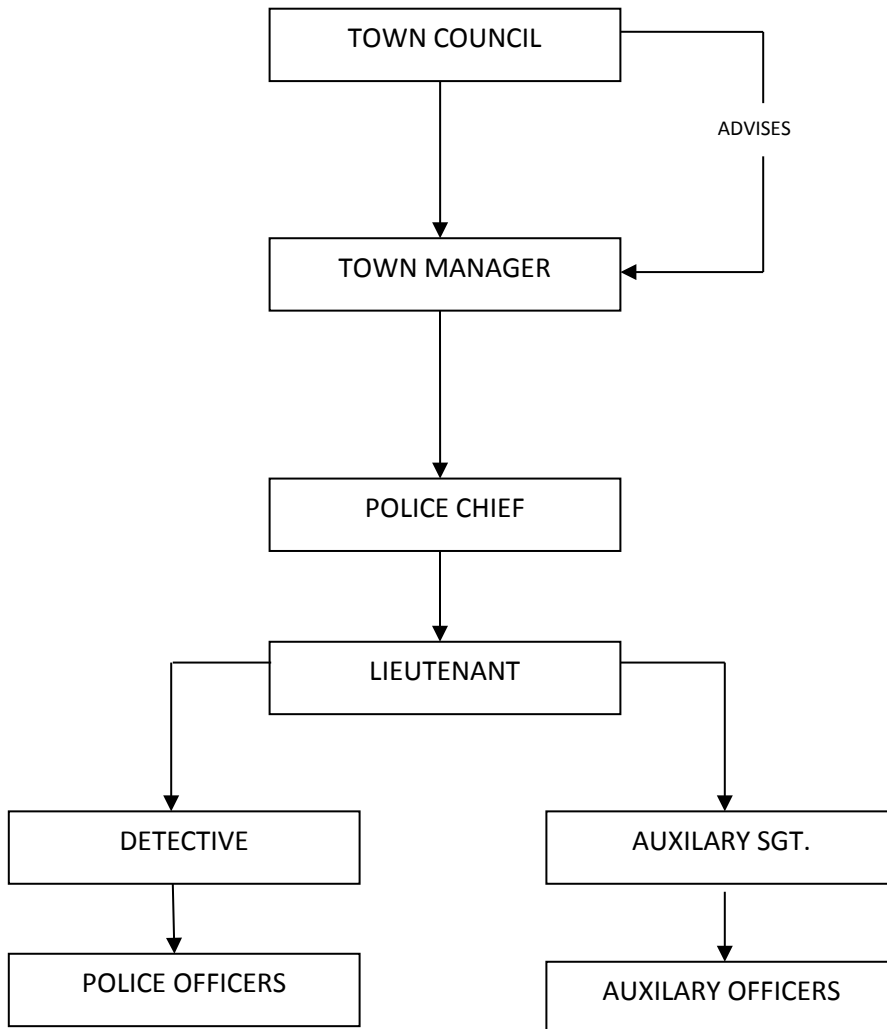 TOWN COUNCIL
ADVISES
TOWN MANAGER
POLICE CHIEF
LIEUTENANT
DETECTIVE
AUXILARY SGT.
POLICE OFFICERS
AUXILARY OFFICERS